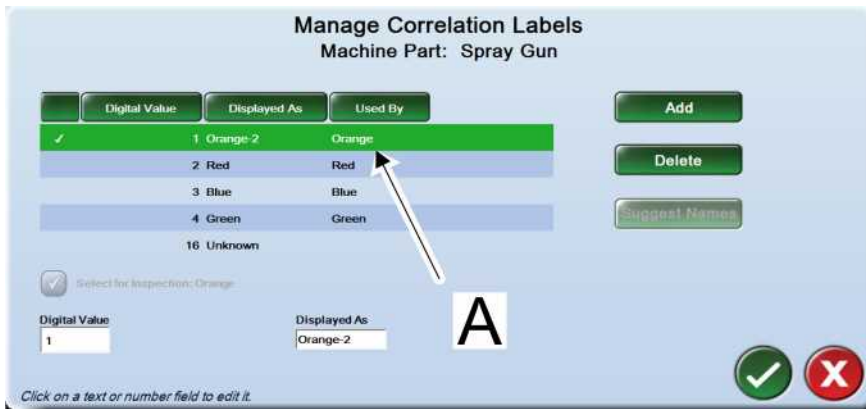 Manage Correlation Labels
Machine Part: Spray Gun
Digital Value Displayed As Used By
Add
✓ 1 Orange-2 Orange
2 Red Red
Delete
3 Blue Blue
4 Green Green
Suggest Names
16 Unknown
Select for Inspection: Orange
Digital Value Displayed As
1 Orange-2
A
Click on a text or number field to edit it.